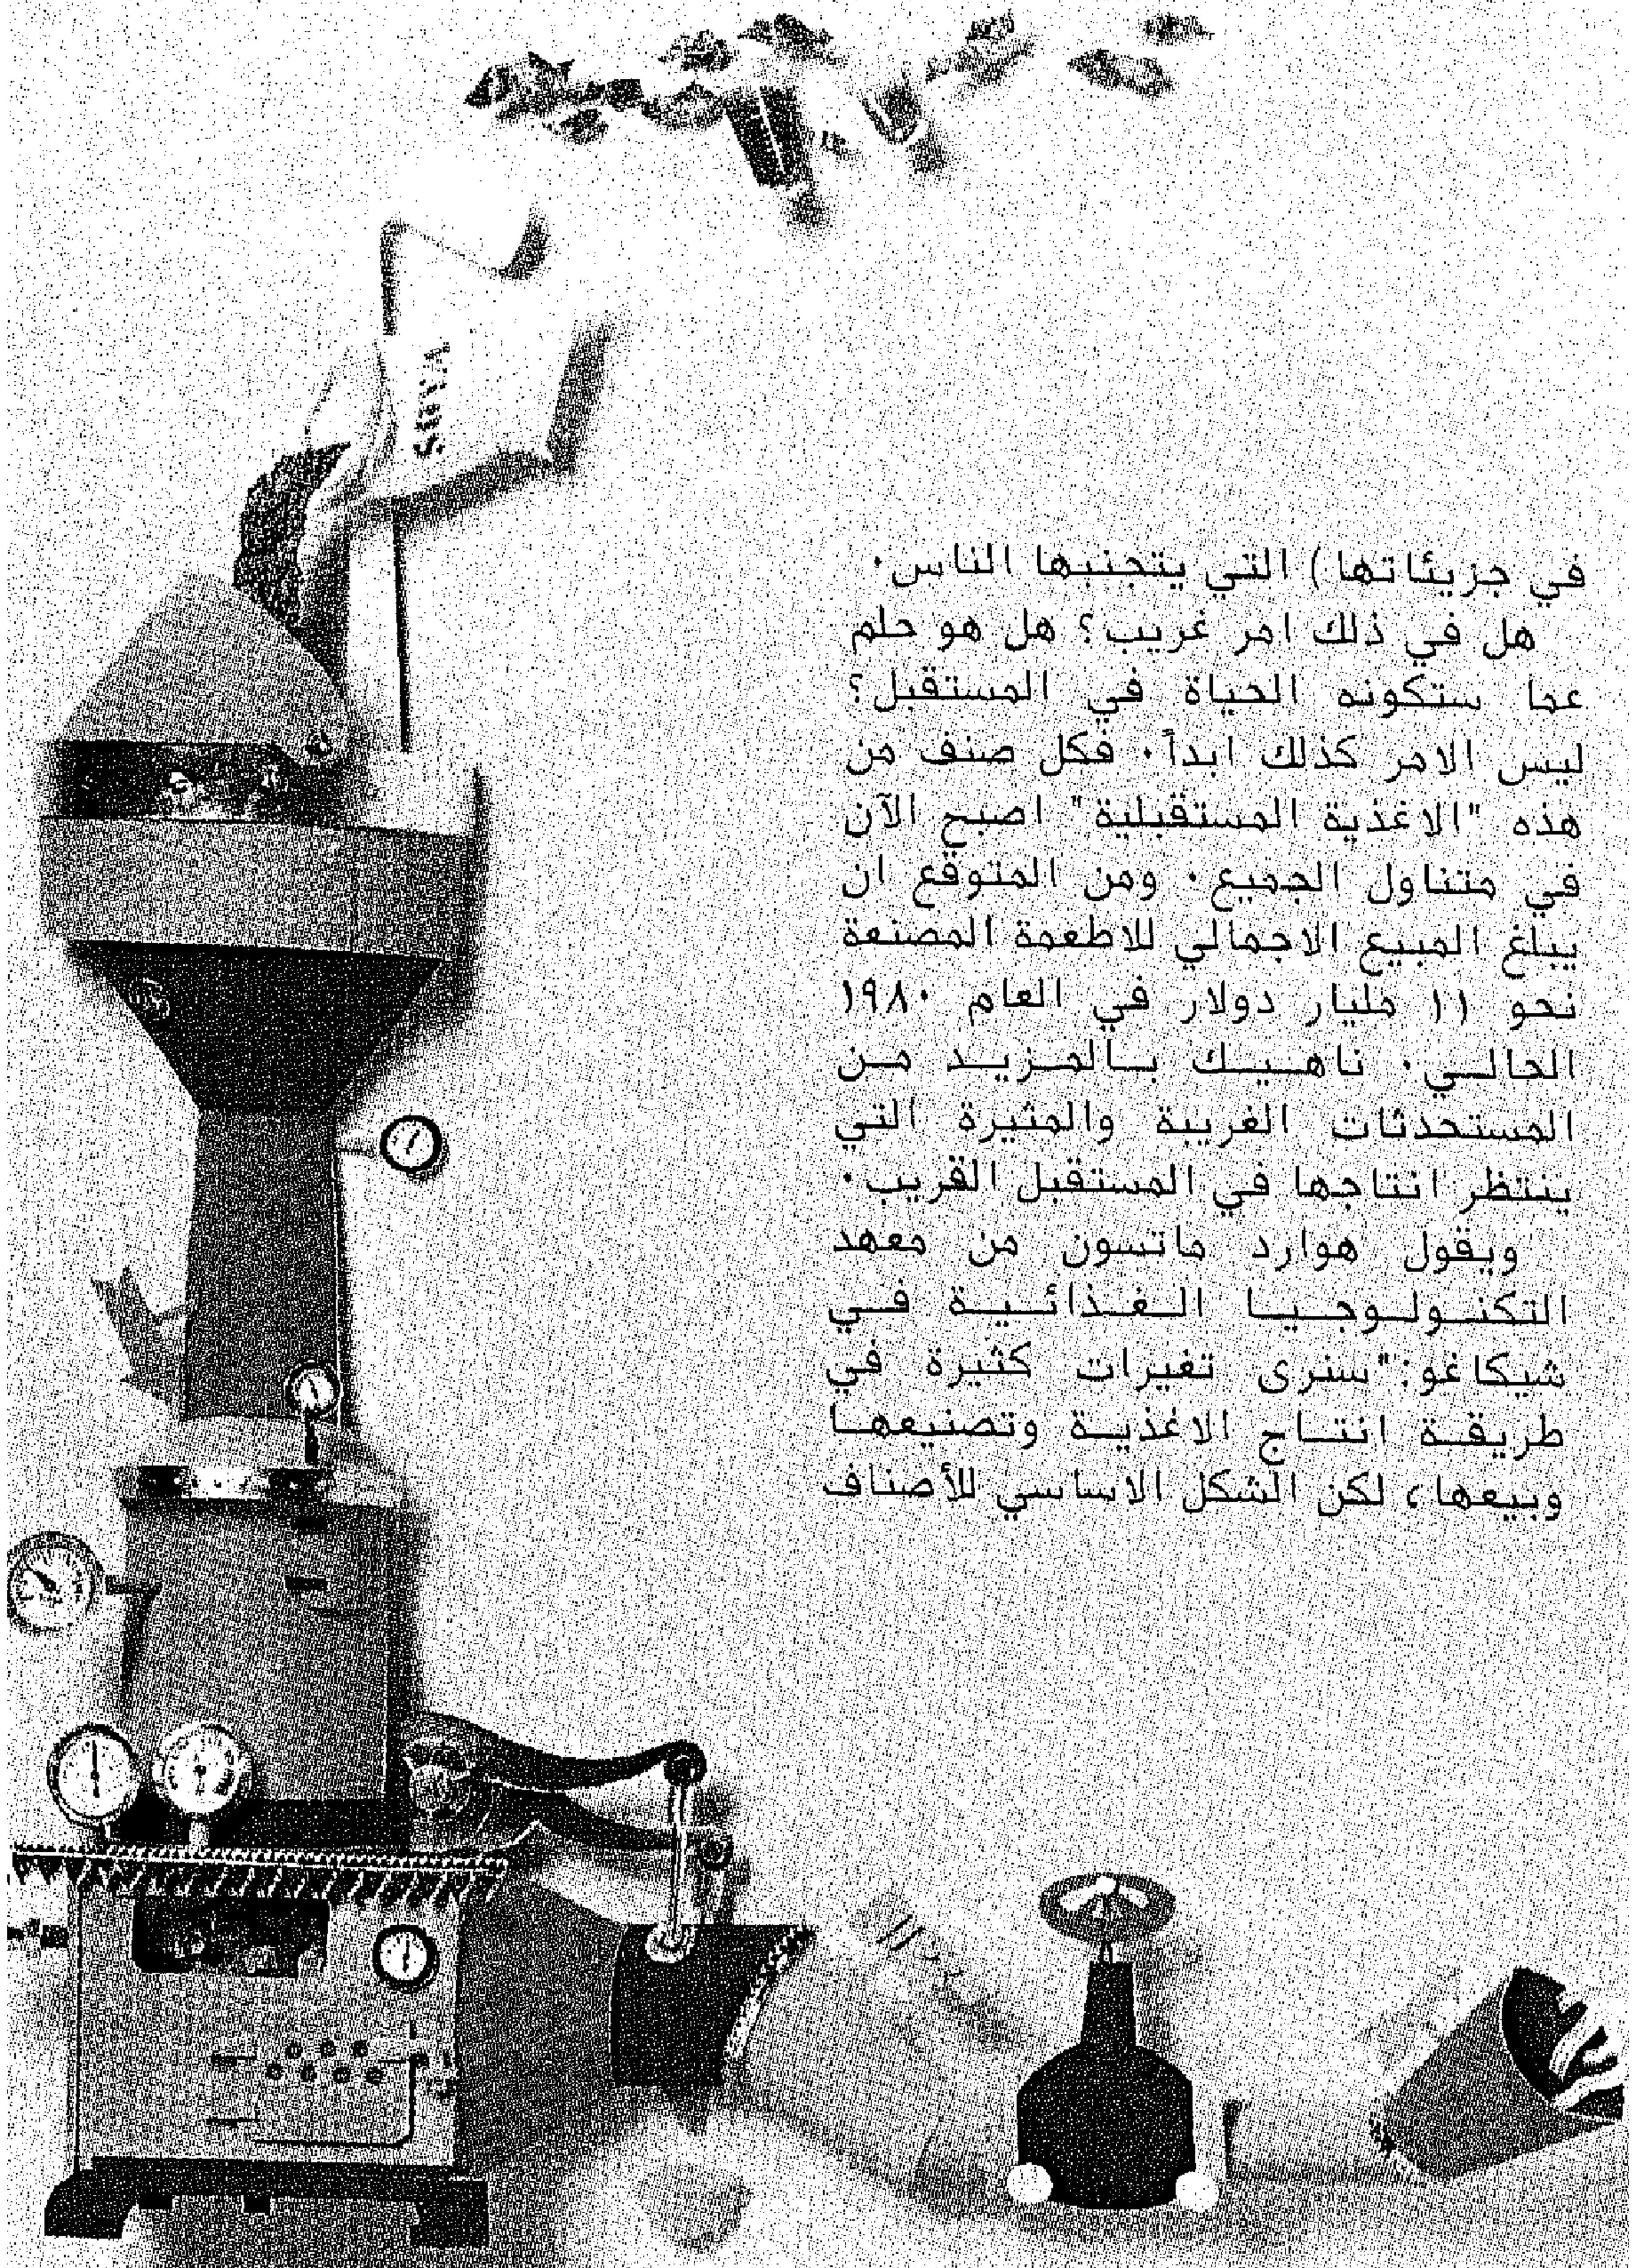 في جزيئاتها) التي يتجنبها الناس·
هل في ذلك امر غريب؟ هل هو حلم
عما ستكونه الحياة في المستقبل؟
ليس الامر كذلك ابداً· فكل صنف من
هذه "الاغذية المستقبلية" اصبح الآن
في متناول الجميع· ومن المتوقع ان
يبلغ المبيع الاجمالي للاطعمة المصنعة
نحو ١١ مليار دولار في العام ١٩٨٠
الحالي· ناهيك بالمزيد من
المستحدثات الغريبة والمثيرة التي
ينتظر انتاجها في المستقبل القريب·
ويقول هوارد ماتسون من معهد
التكنولوجيا الغذائية في
شيكاغو:"سنرى تغيرات كثيرة في
طريقة انتاج الاغذية وتصنيعها
وبيعها، لكن الشكل الاساسي للأصناف